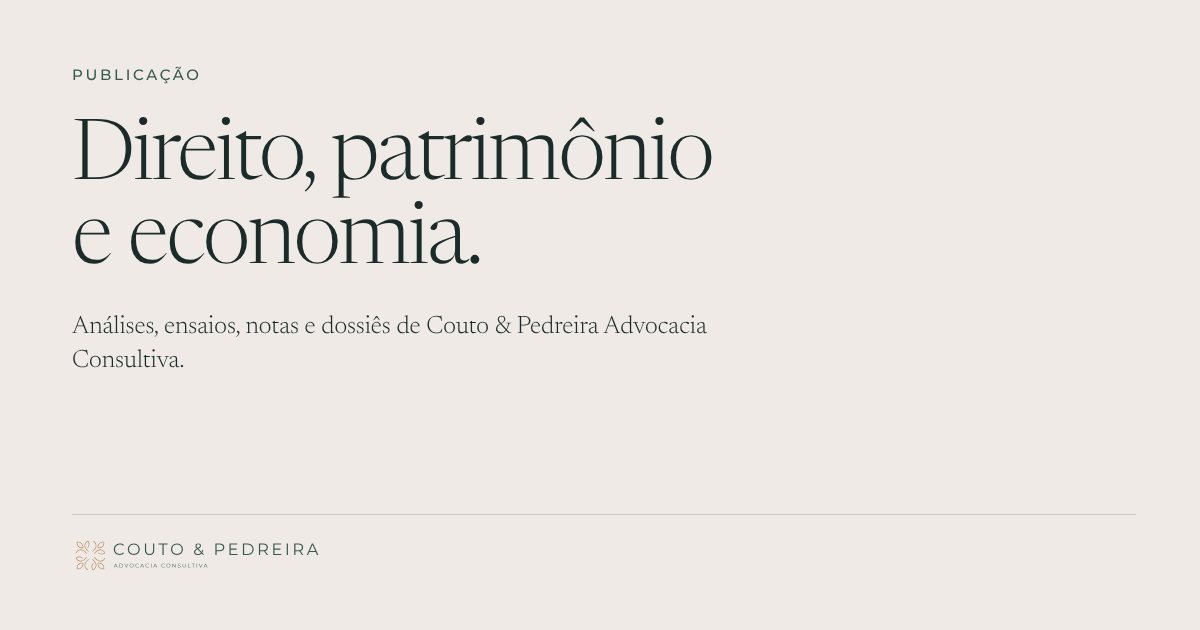 PUBLICAÇÃO
Direito, patrimônio
e economia.
Análises, ensaios, notas e dossiês de Couto & Pedreira Advocacia
Consultiva.
COUTO & PEDREIRA
ADVOCACIA CONSULTIVA